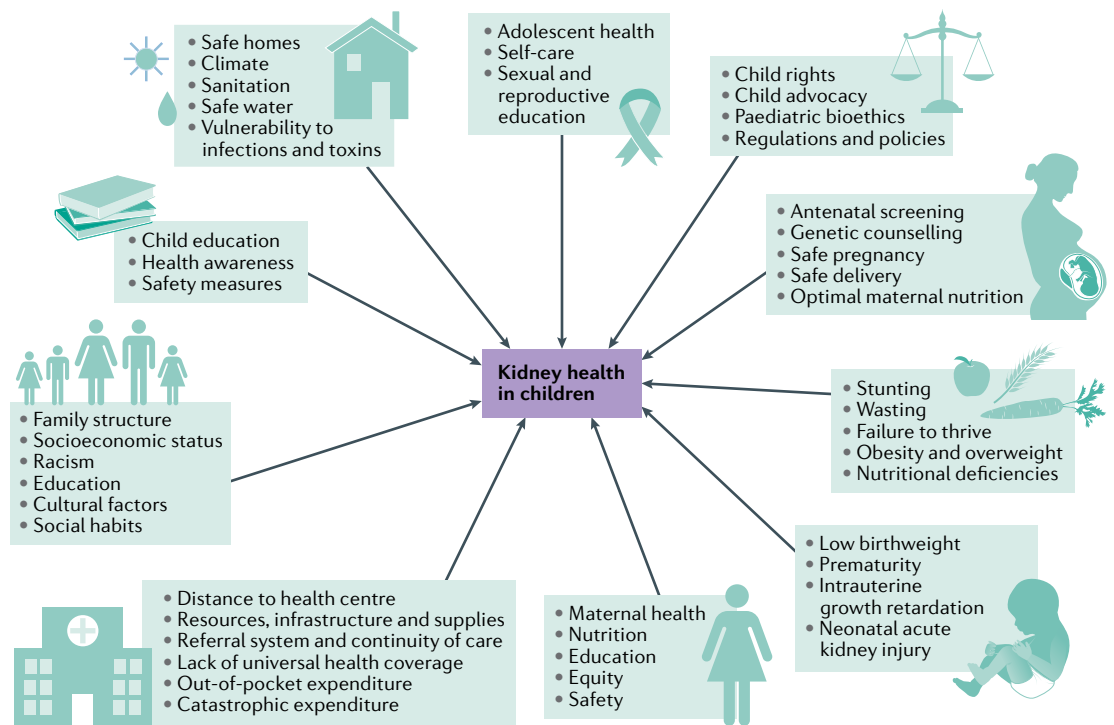 • Safe homes
• Climate
• Sanitation
• Safe water
• Vulnerability to
infections and toxins
• Adolescent health
• Self-care
• Sexual and
reproductive
education
• Child rights
• Child advocacy
• Paediatric bioethics
• Regulations and policies
• Child education
• Health awareness
• Safety measures
• Antenatal screening
• Genetic counselling
• Safe pregnancy
• Safe delivery
• Optimal maternal nutrition
Kidney health
in children
• Family structure
• Socioeconomic status
• Racism
• Education
• Cultural factors
• Social habits
• Stunting
• Wasting
• Failure to thrive
• Obesity and overweight
• Nutritional deficiencies
• Distance to health centre
• Resources, infrastructure and supplies
• Referral system and continuity of care
• Lack of universal health coverage
• Out-of-pocket expenditure
• Catastrophic expenditure
• Maternal health
• Nutrition
• Education
• Equity
• Safety
• Low birthweight
• Prematurity
• Intrauterine
growth retardation
• Neonatal acute
kidney injury